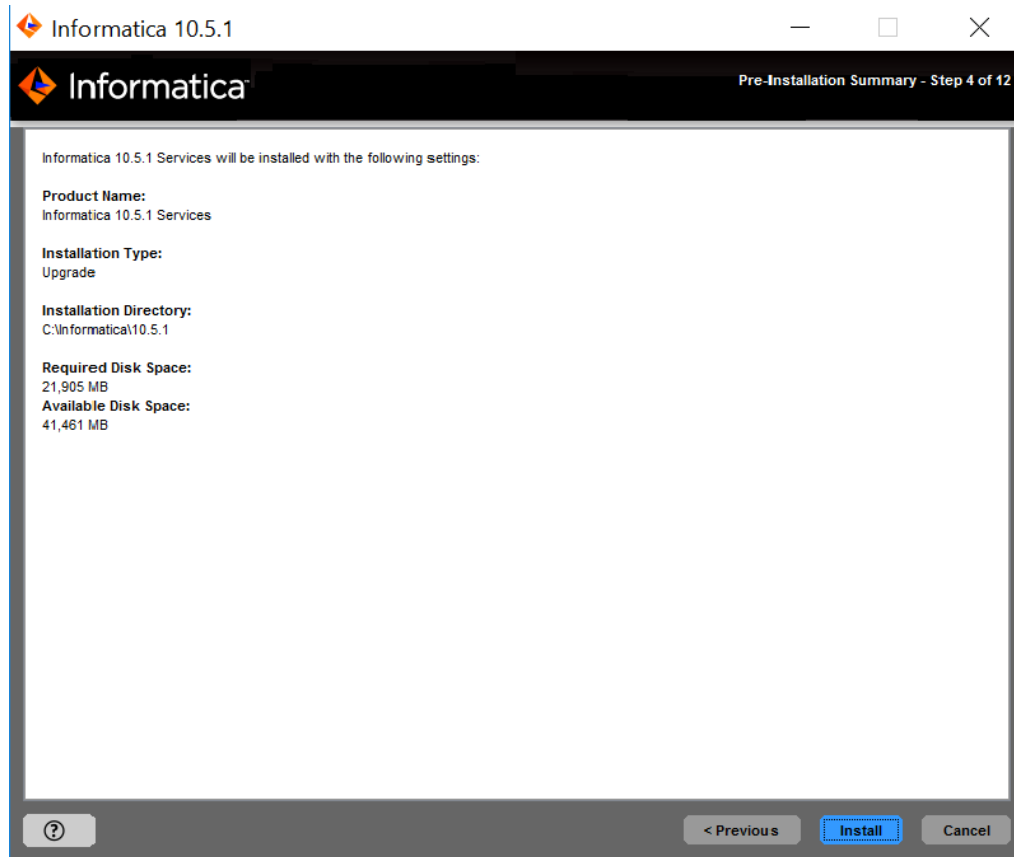 Informatica 10.5.1
Informatica
Pre-Installation Summary - Step 4 of 12
Informatica 10.5.1 Services will be installed with the following settings:
Product Name:
Informatica 10.5.1 Services
Installation Type:
Upgrade
Installation Directory:
C:\Informatica\10.5.1
Required Disk Space:
21,905 MB
Available Disk Space:
41,461 MB
?
< Previous
Install
Cancel